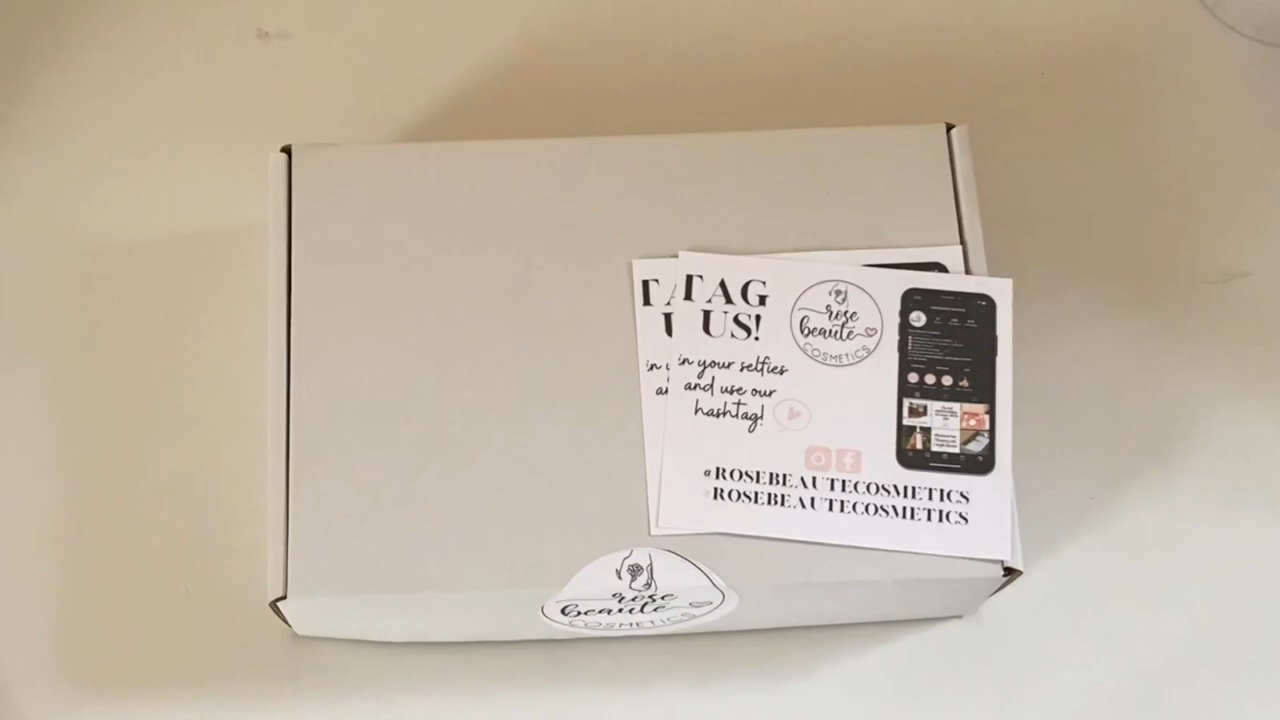 TAG
US!
in your selfies
and use our
hashtag!
rose
beauté
COSMETICS
@ROSEBEAUTECOSMETICS
#ROSEBEAUTECOSMETICS
rose
beauté
COSMETICS